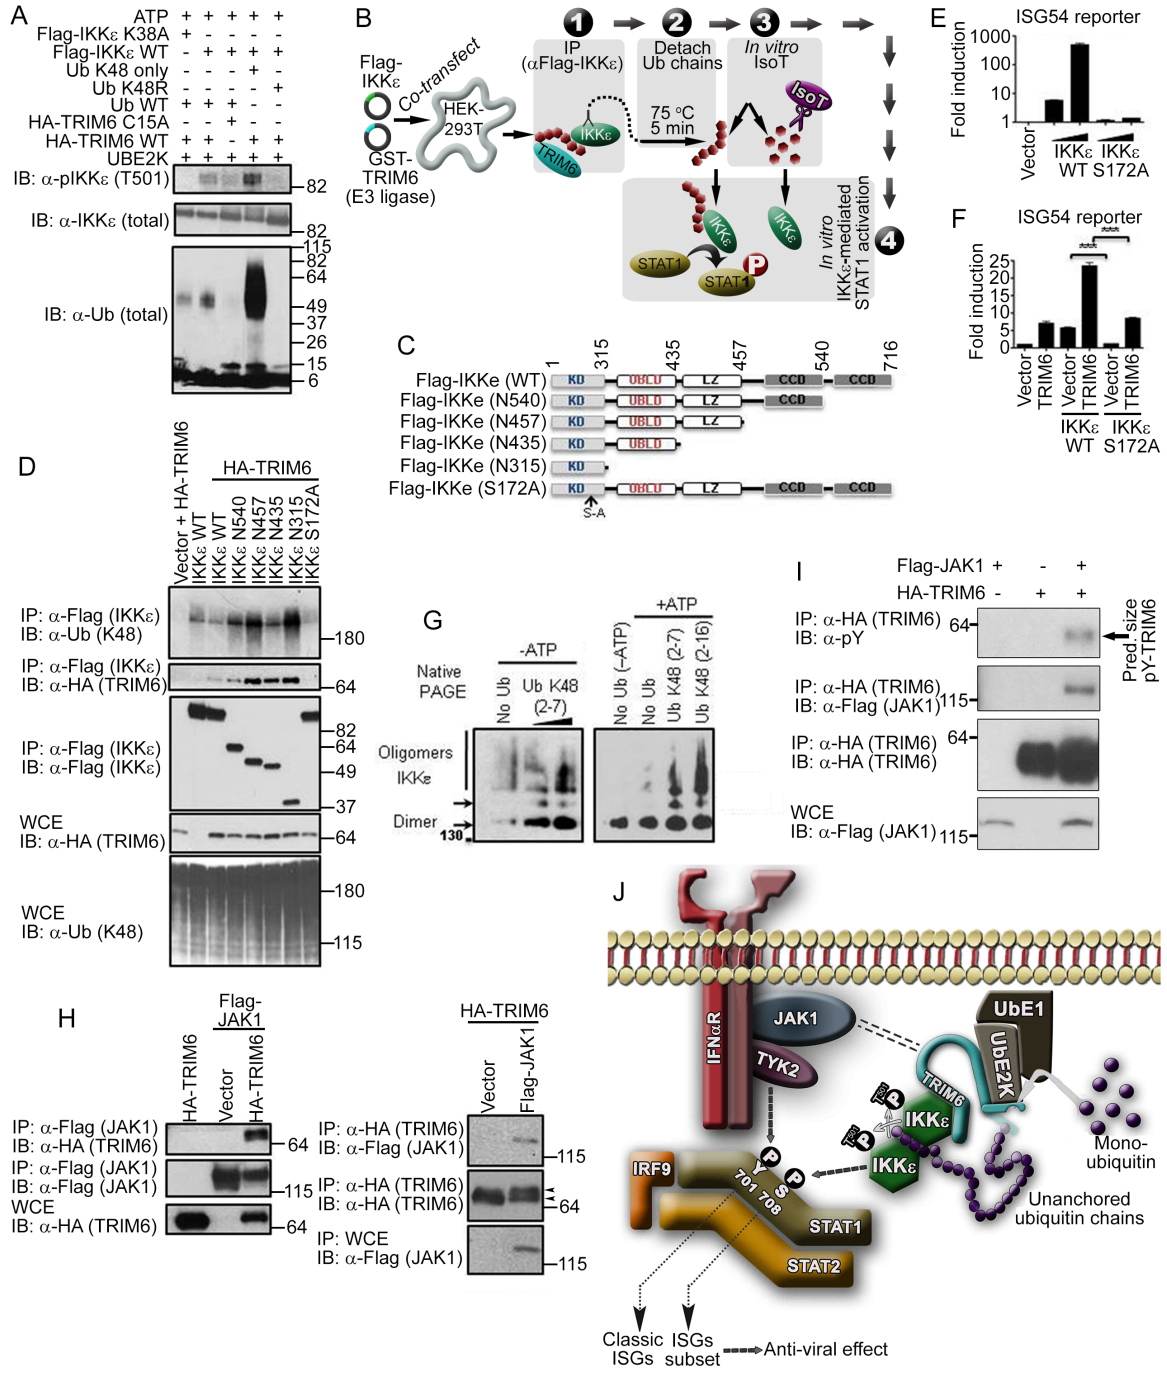 A
ATP + + + + +
Flag-IKKε K38A + - - - -
Flag-IKKε WT - + + + +
Ub K48 only - - - + -
Ub K48R - - - - +
Ub WT + + + - -
HA-TRIM6 C15A - - + - -
HA-TRIM6 WT + + - + +
UBE2K + + + + +
IB: α-pIKKε (T501)
82
IB: α-IKKε (total)
82
115
82
64
IB: α-Ub (total)
49
37
26
15
6
B
1 2 3
IP
(αFlag-IKKε)
Detach
Ub chains
In vitro
IsoT
Flag-
IKKε
Co-transfect
HEK-
293T
GST-
TRIM6
(E3 ligase)
IKKε
TRIM6
75 °C
5 min
IsoT
IKKε
IKKε
STAT1
STAT1
P
In vitro
IKKε-mediated
STAT1 activation
4
C
1 315 435 457 540 716
Flag-IKKe (WT) KD UBLD LZ CCD CCD
Flag-IKKe (N540) KD UBLD LZ CCD
Flag-IKKe (N457) KD UBLD LZ
Flag-IKKe (N435) KD UBLD
Flag-IKKe (N315) KD
Flag-IKKe (S172A) KD UBLD LZ CCD CCD
S-A
D
HA-TRIM6
Vector + HA-TRIM6
IKKε WT
IKKε WT
IKKε N540
IKKε N457
IKKε N435
IKKε N315
IKKε S172A
IP: α-Flag (IKKε)
IB: α-Ub (K48)
180
IP: α-Flag (IKKε)
IB: α-HA (TRIM6)
64
IP: α-Flag (IKKε)
IB: α-Flag (IKKε)
82
64
49
37
WCE
IB: α-HA (TRIM6)
64
WCE
IB: α-Ub (K48)
180
115
E
ISG54 reporter
Fold induction
1000
100
10
1
Vector
IKKε
WT
IKKε
S172A
F
ISG54 reporter
***
***
Fold induction
25
20
15
10
5
0
Vector
TRIM6
Vector
TRIM6
Vector
TRIM6
IKKε
WT
IKKε
S172A
G
Native
PAGE
-ATP
No Ub
Ub K48
(2-7)
+ATP
No Ub (–ATP)
No Ub
Ub K48 (2-7)
Ub K48 (2-16)
Oligomers
IKKε
Dimer
130
H
Flag-
JAK1
HA-TRIM6
Vector
HA-TRIM6
IP: α-Flag (JAK1)
IB: α-HA (TRIM6)
64
IP: α-Flag (JAK1)
IB: α-Flag (JAK1)
115
WCE
IB: α-HA (TRIM6)
64
HA-TRIM6
Vector
Flag-JAK1
IP: α-HA (TRIM6)
IB: α-Flag (JAK1)
115
IP: α-HA (TRIM6)
IB: α-HA (TRIM6)
64
IP: WCE
IB: α-Flag (JAK1)
115
I
Flag-JAK1 + - +
HA-TRIM6 - + +
IP: α-HA (TRIM6)
IB: α-pY
64
Pred. size
pY-TRIM6
IP: α-HA (TRIM6)
IB: α-Flag (JAK1)
115
IP: α-HA (TRIM6)
IB: α-HA (TRIM6)
64
WCE
IB: α-Flag (JAK1)
115
J
IFNαR
JAK1
TYK2
UbE1
UbE2K
TRIM6
T501
P
IKKε
T501
P
IKKε
Mono-
ubiquitin
Unanchored
ubiquitin chains
P P
Y S
701 708
IRF9
STAT1
STAT2
Classic
ISGs
ISGs
subset
Anti-viral effect